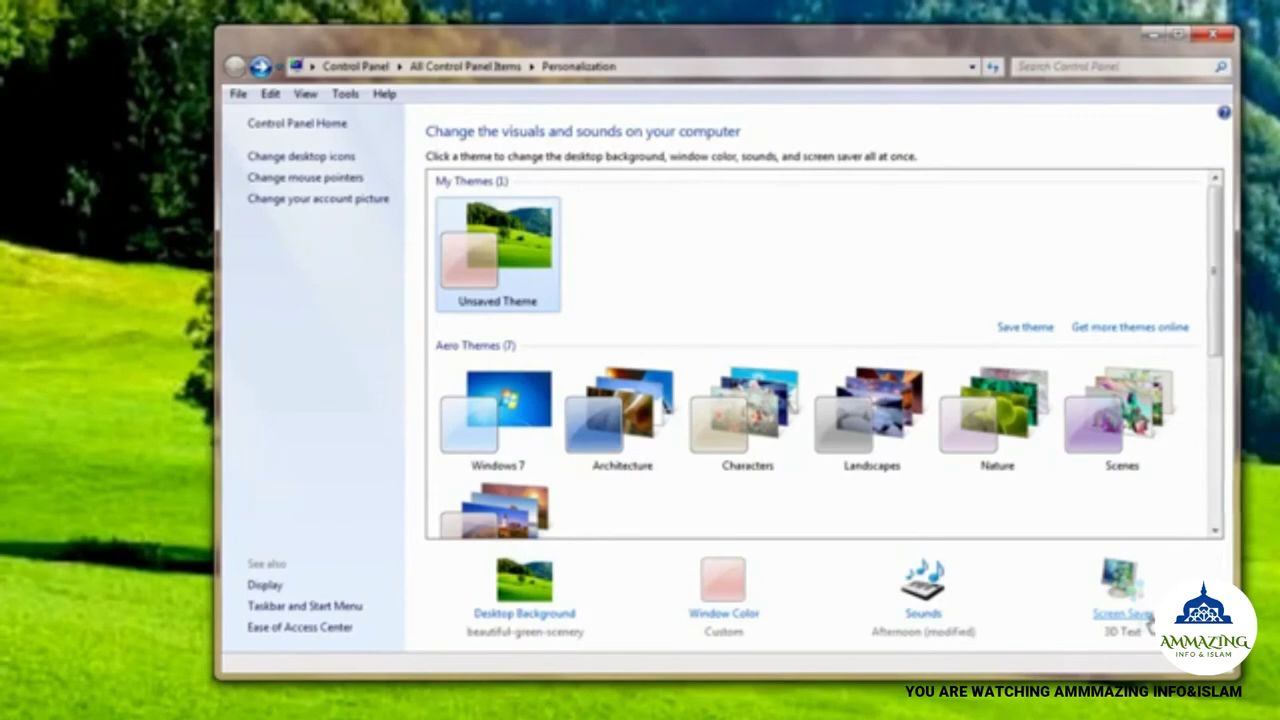 Control Panel All Control Panel Items Personalization
Search Control Panel
File Edit View Tools Help
Control Panel Home
Change desktop icons
Change mouse pointers
Change your account picture
Change the visuals and sounds on your computer
Click a theme to change the desktop background, window color, sounds, and screen saver all at once.
My Themes (1)
Unsaved Theme
Save theme Get more themes online
Aero Themes (7)
Windows 7 Architecture Characters Landscapes Nature Scenes
See also
Display
Taskbar and Start Menu
Ease of Access Center
Desktop Background Window Color Sounds Screen Saver
beautiful-green-scenery Custom Afternoon (modified) 3D Text
AMMAZING
INFO & ISLAM
YOU ARE WATCHING AMMMAZING INFO&ISLAM